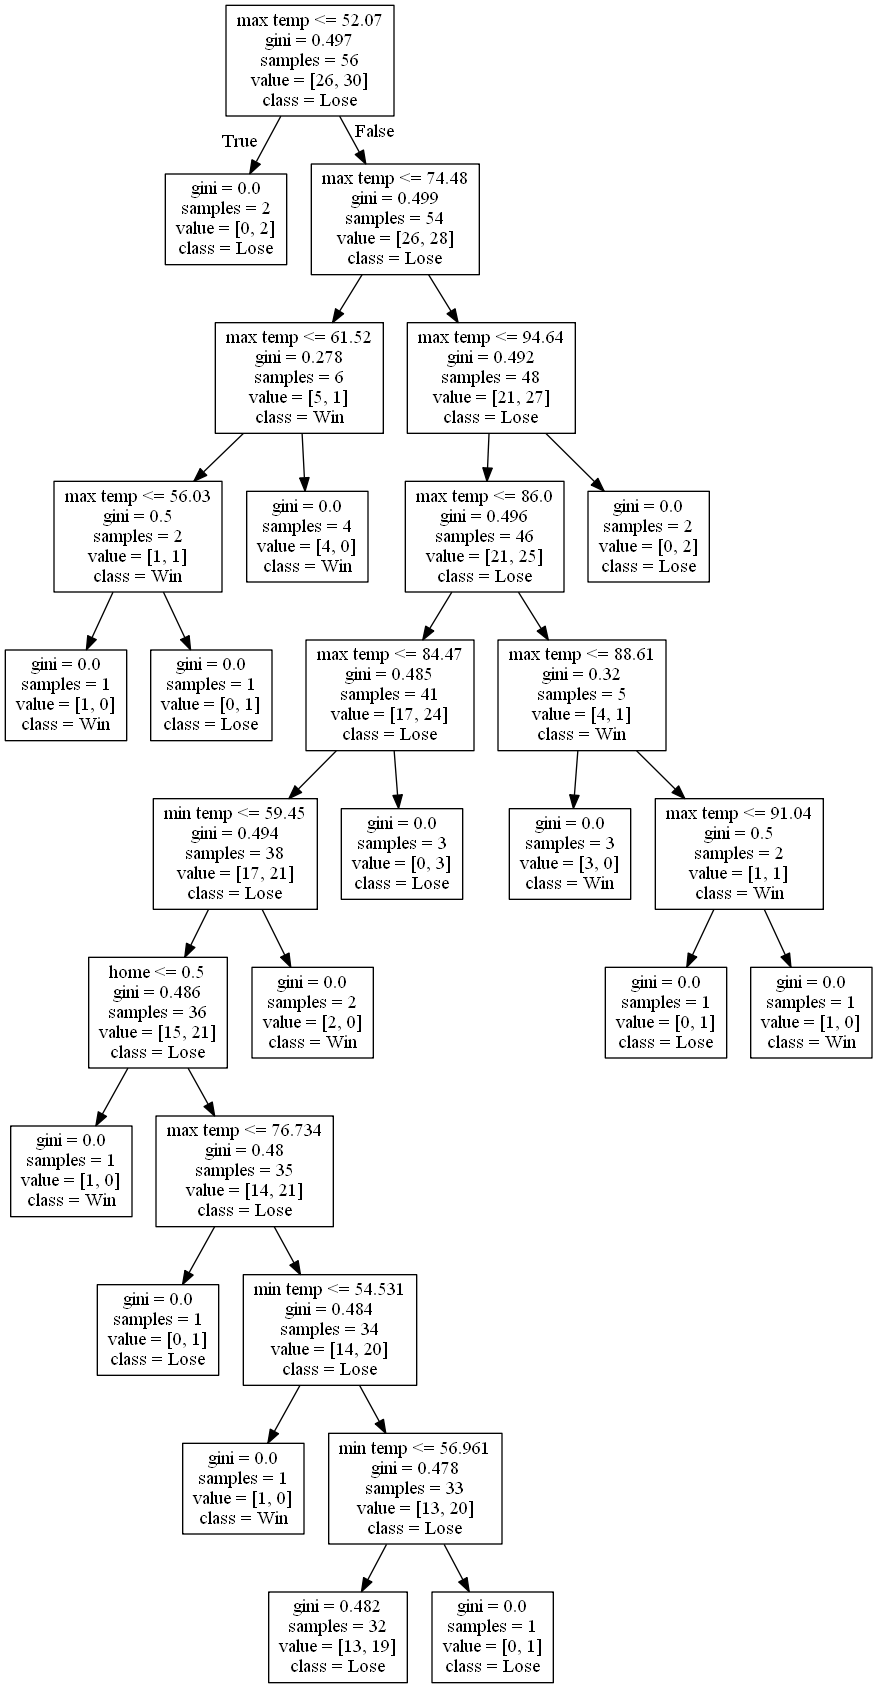 max temp <= 52.07
gini = 0.497
samples = 56
value = [26, 30]
class = Lose
True
False
gini = 0.0
samples = 2
value = [0, 2]
class = Lose
max temp <= 74.48
gini = 0.499
samples = 54
value = [26, 28]
class = Lose
max temp <= 61.52
gini = 0.278
samples = 6
value = [5, 1]
class = Win
max temp <= 94.64
gini = 0.492
samples = 48
value = [21, 27]
class = Lose
max temp <= 56.03
gini = 0.5
samples = 2
value = [1, 1]
class = Win
gini = 0.0
samples = 4
value = [4, 0]
class = Win
max temp <= 86.0
gini = 0.496
samples = 46
value = [21, 25]
class = Lose
gini = 0.0
samples = 2
value = [0, 2]
class = Lose
gini = 0.0
samples = 1
value = [1, 0]
class = Win
gini = 0.0
samples = 1
value = [0, 1]
class = Lose
max temp <= 84.47
gini = 0.485
samples = 41
value = [17, 24]
class = Lose
max temp <= 88.61
gini = 0.32
samples = 5
value = [4, 1]
class = Win
min temp <= 59.45
gini = 0.494
samples = 38
value = [17, 21]
class = Lose
gini = 0.0
samples = 3
value = [0, 3]
class = Lose
gini = 0.0
samples = 3
value = [3, 0]
class = Win
max temp <= 91.04
gini = 0.5
samples = 2
value = [1, 1]
class = Win
home <= 0.5
gini = 0.486
samples = 36
value = [15, 21]
class = Lose
gini = 0.0
samples = 2
value = [2, 0]
class = Win
gini = 0.0
samples = 1
value = [0, 1]
class = Lose
gini = 0.0
samples = 1
value = [1, 0]
class = Win
gini = 0.0
samples = 1
value = [1, 0]
class = Win
max temp <= 76.734
gini = 0.48
samples = 35
value = [14, 21]
class = Lose
gini = 0.0
samples = 1
value = [0, 1]
class = Lose
min temp <= 54.531
gini = 0.484
samples = 34
value = [14, 20]
class = Lose
gini = 0.0
samples = 1
value = [1, 0]
class = Win
min temp <= 56.961
gini = 0.478
samples = 33
value = [13, 20]
class = Lose
gini = 0.482
samples = 32
value = [13, 19]
class = Lose
gini = 0.0
samples = 1
value = [0, 1]
class = Lose